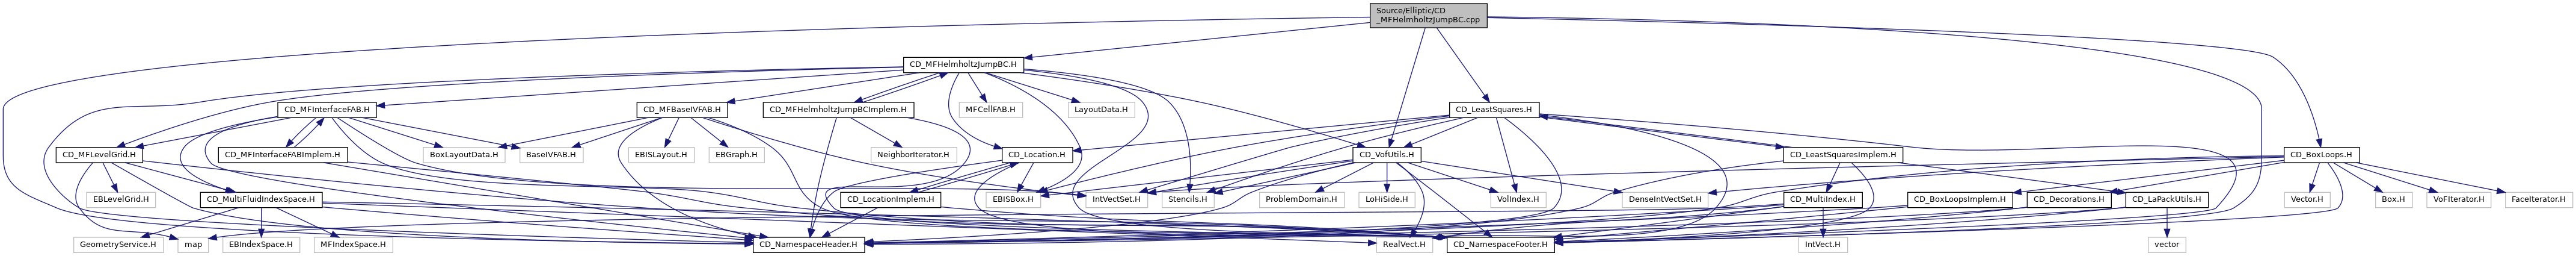 Source/Elliptic/CD
_MFHelmholtzJumpBC.cpp
CD_MFHelmholtzJumpBC.H
CD_MFInterfaceFAB.H
CD_MFBaseIVFAB.H
CD_MFHelmholtzJumpBCImplem.H
MFCellFAB.H
LayoutData.H
CD_LeastSquares.H
CD_MFLevelGrid.H
CD_MFInterfaceFABImplem.H
BoxLayoutData.H
BaseIVFAB.H
EBISLayout.H
EBGraph.H
NeighborIterator.H
CD_Location.H
CD_VofUtils.H
CD_LeastSquaresImplem.H
CD_BoxLoops.H
EBLevelGrid.H
CD_MultiFluidIndexSpace.H
CD_LocationImplem.H
EBISBox.H
IntVectSet.H
Stencils.H
ProblemDomain.H
LoHiSide.H
VolIndex.H
DenseIntVectSet.H
CD_MultiIndex.H
CD_BoxLoopsImplem.H
CD_Decorations.H
CD_LaPackUtils.H
Vector.H
Box.H
VoFIterator.H
FaceIterator.H
GeometryService.H
map
EBIndexSpace.H
MFIndexSpace.H
CD_NamespaceHeader.H
RealVect.H
CD_NamespaceFooter.H
IntVect.H
vector